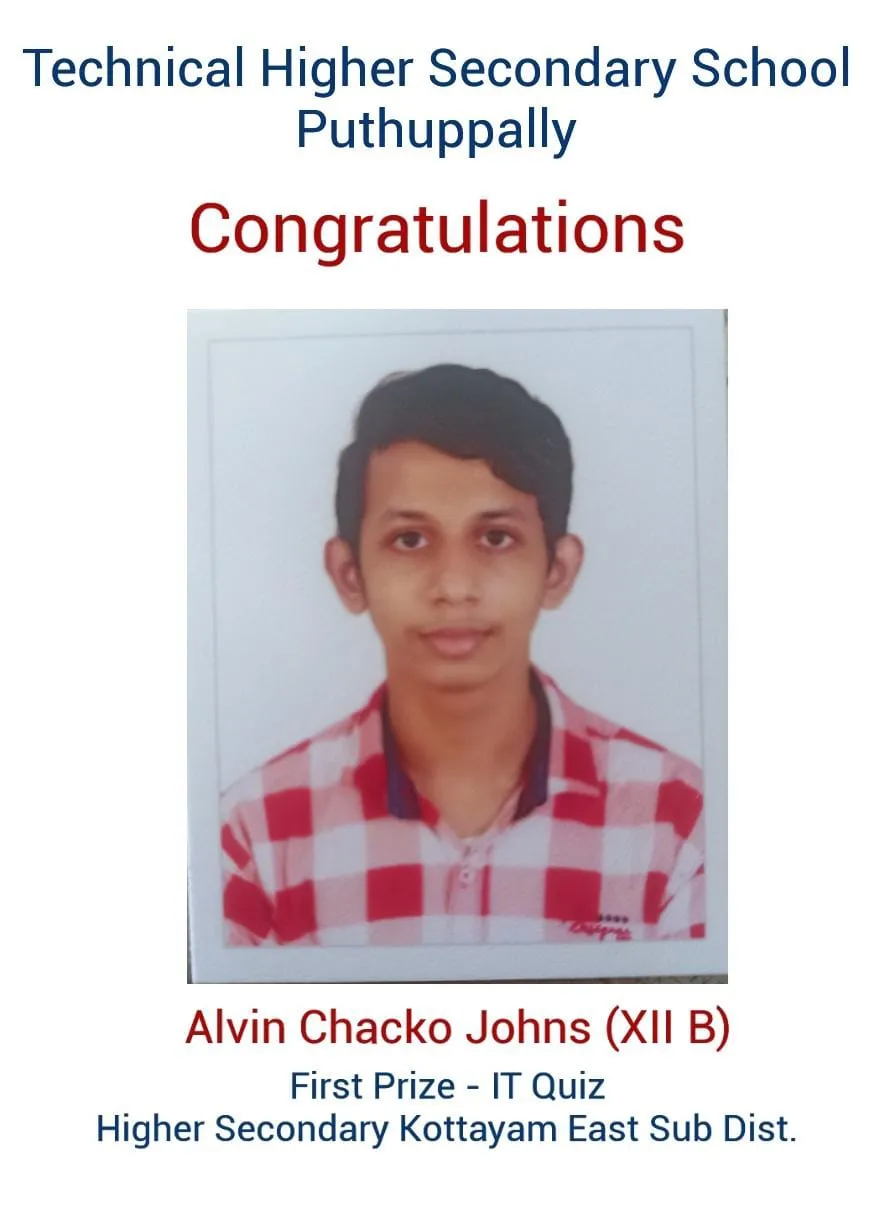 Technical Higher Secondary School
Puthuppally
Congratulations
Alvin Chacko Johns (XII B)
First Prize - IT Quiz
Higher Secondary Kottayam East Sub Dist.